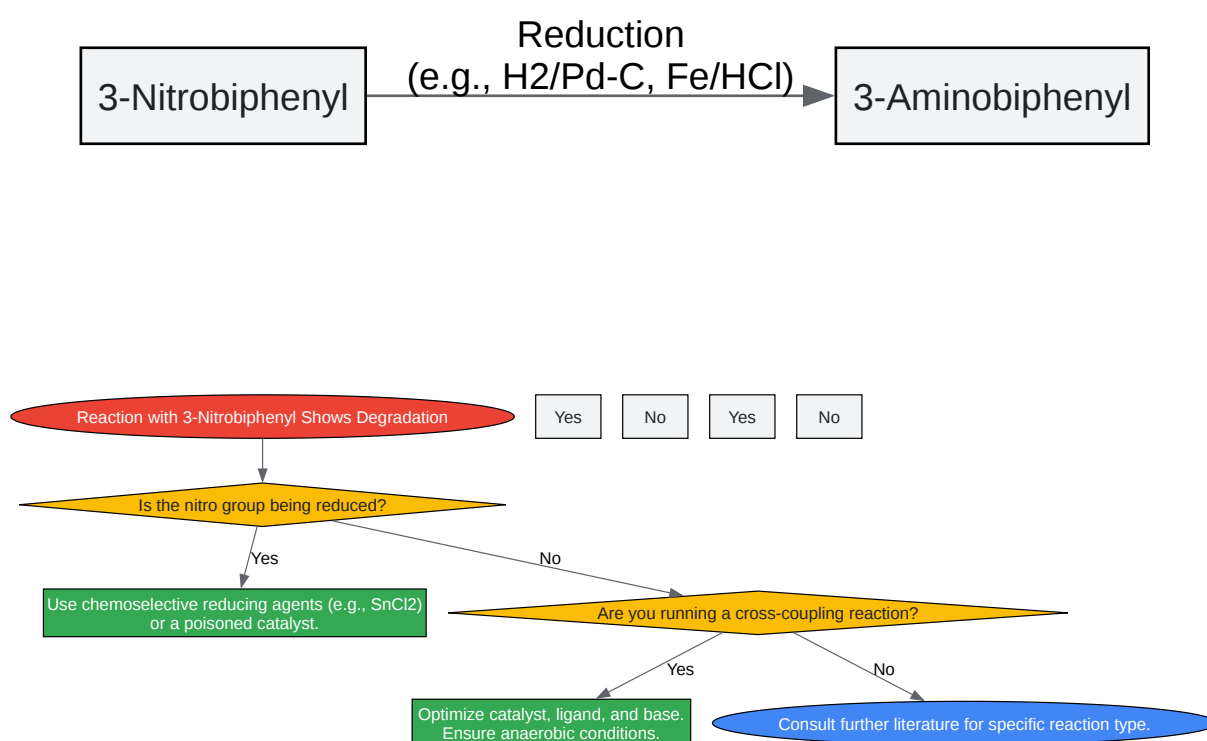 Reduction
(e.g., H2/Pd-C, Fe/HCl)
3-Nitrobiphenyl
3-Aminobiphenyl
Reaction with 3-Nitrobiphenyl Shows Degradation
Yes
No
Yes
No
Is the nitro group being reduced?
Yes
No
Use chemoselective reducing agents (e.g., SnCl2)
or a poisoned catalyst.
Are you running a cross-coupling reaction?
Yes
No
Optimize catalyst, ligand, and base.
Ensure anaerobic conditions.
Consult further literature for specific reaction type.